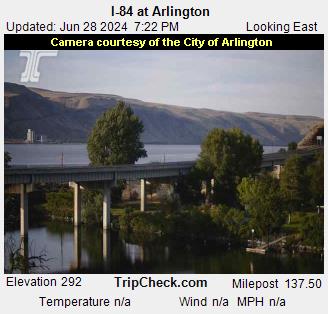 I-84 at Arlington
Updated: Jun 28 2024 7:22 PM Looking East
Camera courtesy of the City of Arlington
Elevation 292 TripCheck.com Milepost 137.50
Temperature n/a Wind n/a MPH n/a